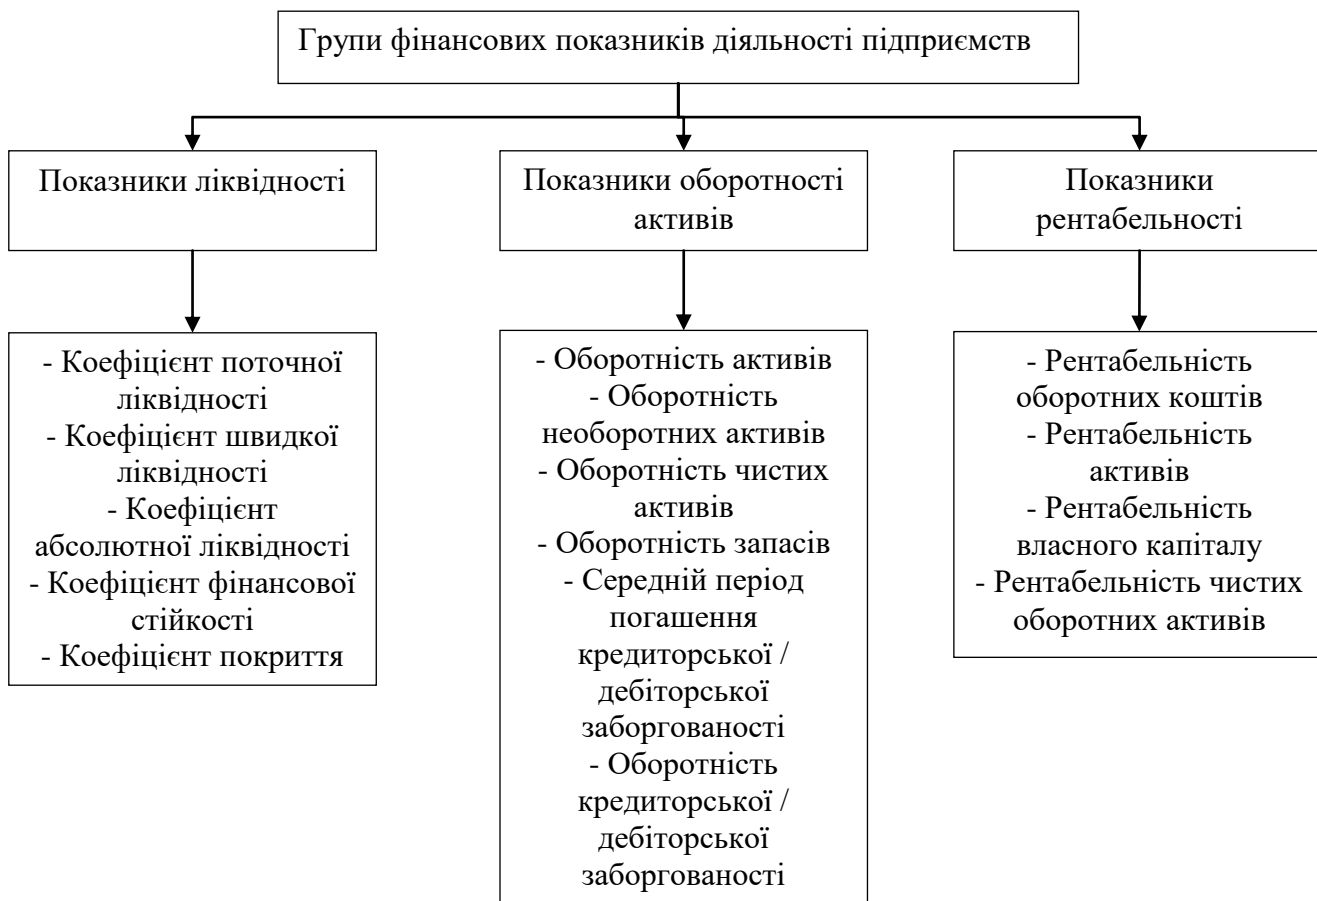 Групи фінансових показників діяльності підприємств
Показники ліквідності
Показники оборотності
активів
Показники
рентабельності
- Коефіцієнт поточної
ліквідності
- Коефіцієнт швидкої
ліквідності
- Коефіцієнт
абсолютної ліквідності
- Коефіцієнт фінансової
стійкості
- Коефіцієнт покриття
- Оборотність активів
- Оборотність
необоротних активів
- Оборотність чистих
активів
- Оборотність запасів
- Середній період
погашення
кредиторської /
дебіторської
заборгованості
- Оборотність
кредиторської /
дебіторської
заборгованості
- Рентабельність
оборотних коштів
- Рентабельність
активів
- Рентабельність
власного капіталу
- Рентабельність чистих
оборотних активів